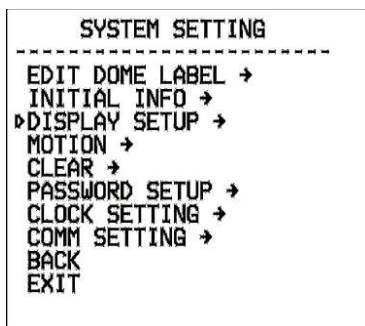 SYSTEM SETTING
EDIT DOME LABEL →
INITIAL INFO →
DISPLAY SETUP →
MOTION →
CLEAR →
PASSWORD SETUP →
CLOCK SETTING →
COMM SETTING →
BACK
EXIT